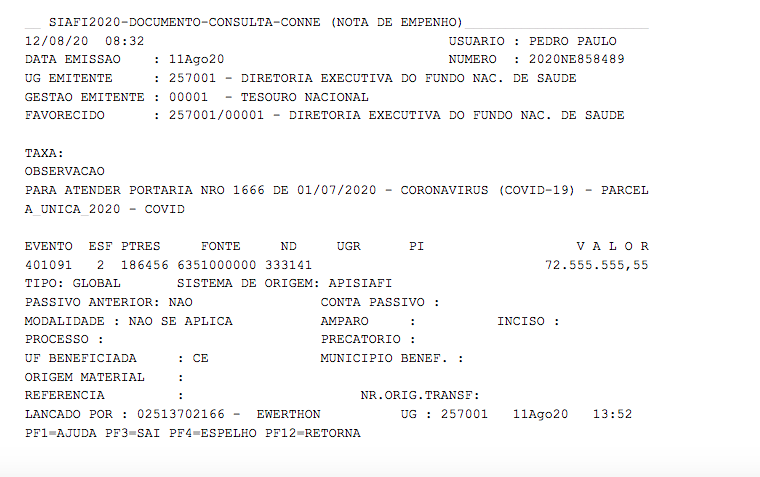 __ SIAFI2020-DOCUMENTO-CONSULTA-CONNE (NOTA DE EMPENHO)_______________________
12/08/20  08:32                                      USUARIO : PEDRO PAULO
DATA EMISSAO    : 11Ago20                            NUMERO  : 2020NE858489
UG EMITENTE     : 257001 - DIRETORIA EXECUTIVA DO FUNDO NAC. DE SAUDE
GESTAO EMITENTE : 00001  - TESOURO NACIONAL
FAVORECIDO      : 257001/00001 - DIRETORIA EXECUTIVA DO FUNDO NAC. DE SAUDE
TAXA:
OBSERVACAO
PARA ATENDER PORTARIA NRO 1666 DE 01/07/2020 - CORONAVIRUS (COVID-19) - PARCEL
A_UNICA_2020 - COVID
EVENTO  ESF PTRES     FONTE     ND     UGR      PI                   V A L O R
401091   2  186456 6351000000 333141                             72.555.555,55
TIPO: GLOBAL       SISTEMA DE ORIGEM: APISIAFI
PASSIVO ANTERIOR: NAO                CONTA PASSIVO :
MODALIDADE : NAO SE APLICA           AMPARO     :          INCISO :
PROCESSO :                           PRECATORIO :
UF BENEFICIADA     : CE              MUNICIPIO BENEF. :
ORIGEM MATERIAL    :
REFERENCIA         :                      NR.ORIG.TRANSF:
LANCADO POR : 02513702166 -  EWERTHON          UG : 257001   11Ago20   13:52
PF1=AJUDA PF3=SAI PF4=ESPELHO PF12=RETORNA